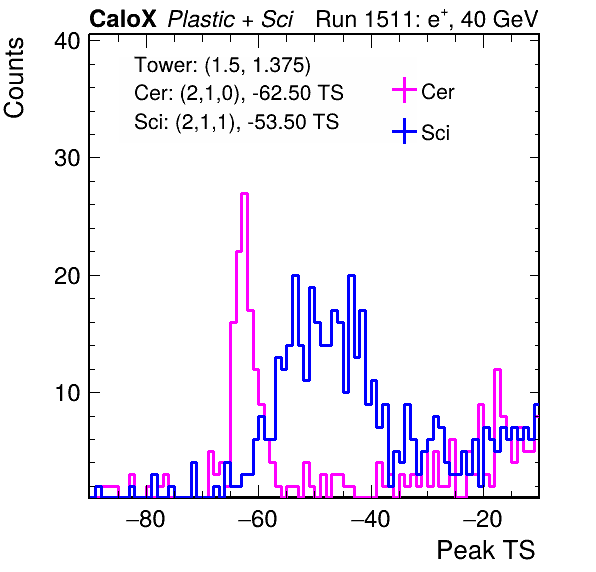 CaloX Plastic + Sci Run 1511: e+, 40 GeV
Counts
Tower: (1.5, 1.375)
Cer: (2,1,0), -62.50 TS
Sci: (2,1,1), -53.50 TS
Cer
Sci
40
30
20
10
−80 −60 −40 −20
Peak TS